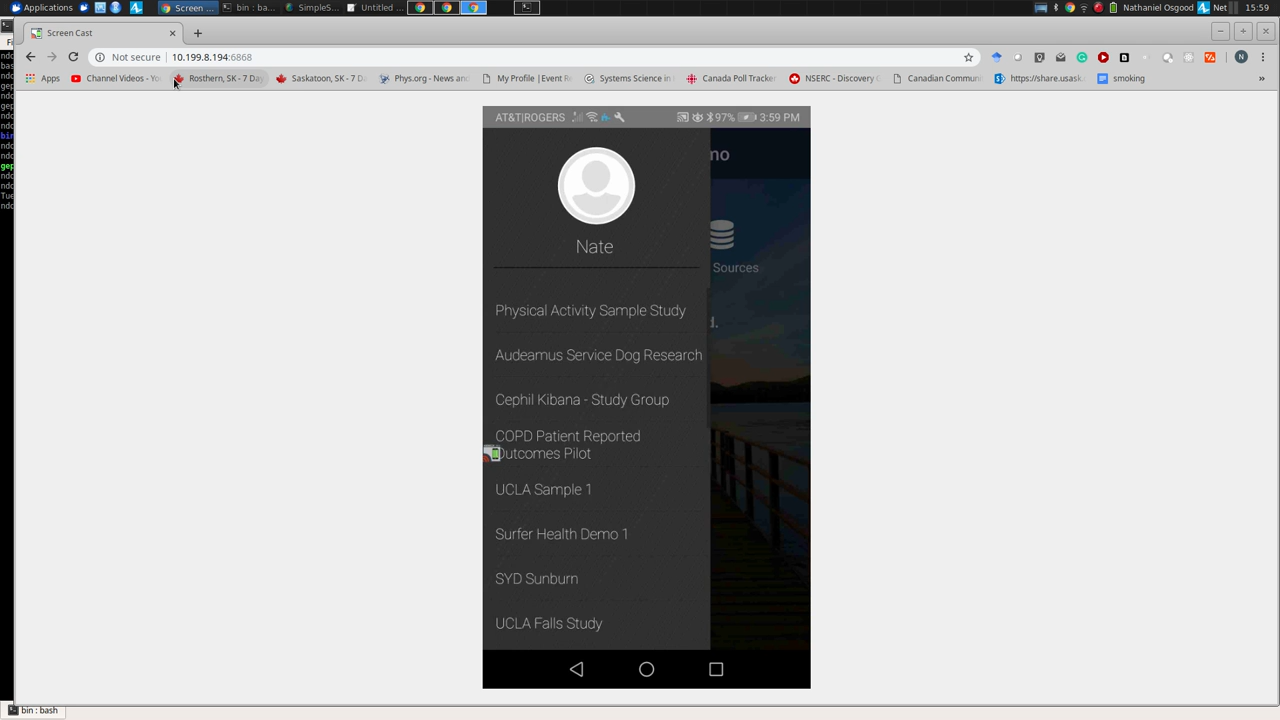 Applications
Screen ...
bin : ba...
SimpleS...
Untitled ...
Nathaniel Osgood
Net
15:59
Screen Cast
Not secure
10.199.8.194:6868
N
Apps
Channel Videos - Yo
Rosthern, SK - 7 Day
Saskatoon, SK - 7 Da
Phys.org - News and
My Profile | Event R
Systems Science in
Canada Poll Tracker
NSERC - Discovery
Canadian Commun
https://share.usask
smoking
»
AT&T|ROGERS
97%
3:59 PM
mo
Nate
Sources
d.
Physical Activity Sample Study
Audeamus Service Dog Research
Cephil Kibana - Study Group
COPD Patient Reported
Outcomes Pilot
UCLA Sample 1
Surfer Health Demo 1
SYD Sunburn
UCLA Falls Study
bin : bash